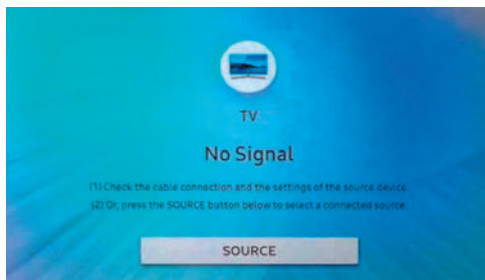 TV
No Signal
(1) Check the cable connection and the settings of the source device.
(2) Or, press the SOURCE button below to select a connected source.
SOURCE